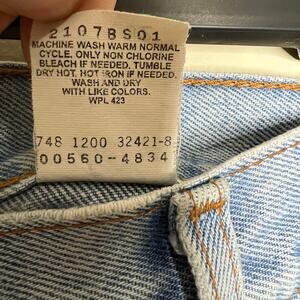 2107BS01
MACHINE WASH WARM NORMAL
CYCLE. ONLY NON CHLORINE
BLEACH IF NEEDED. TUMBLE
DRY HOT. HOT IRON IF NEEDED.
WASH AND DRY
WITH LIKE COLORS.
WPL 423
748 1200 32421-8
00560-4834